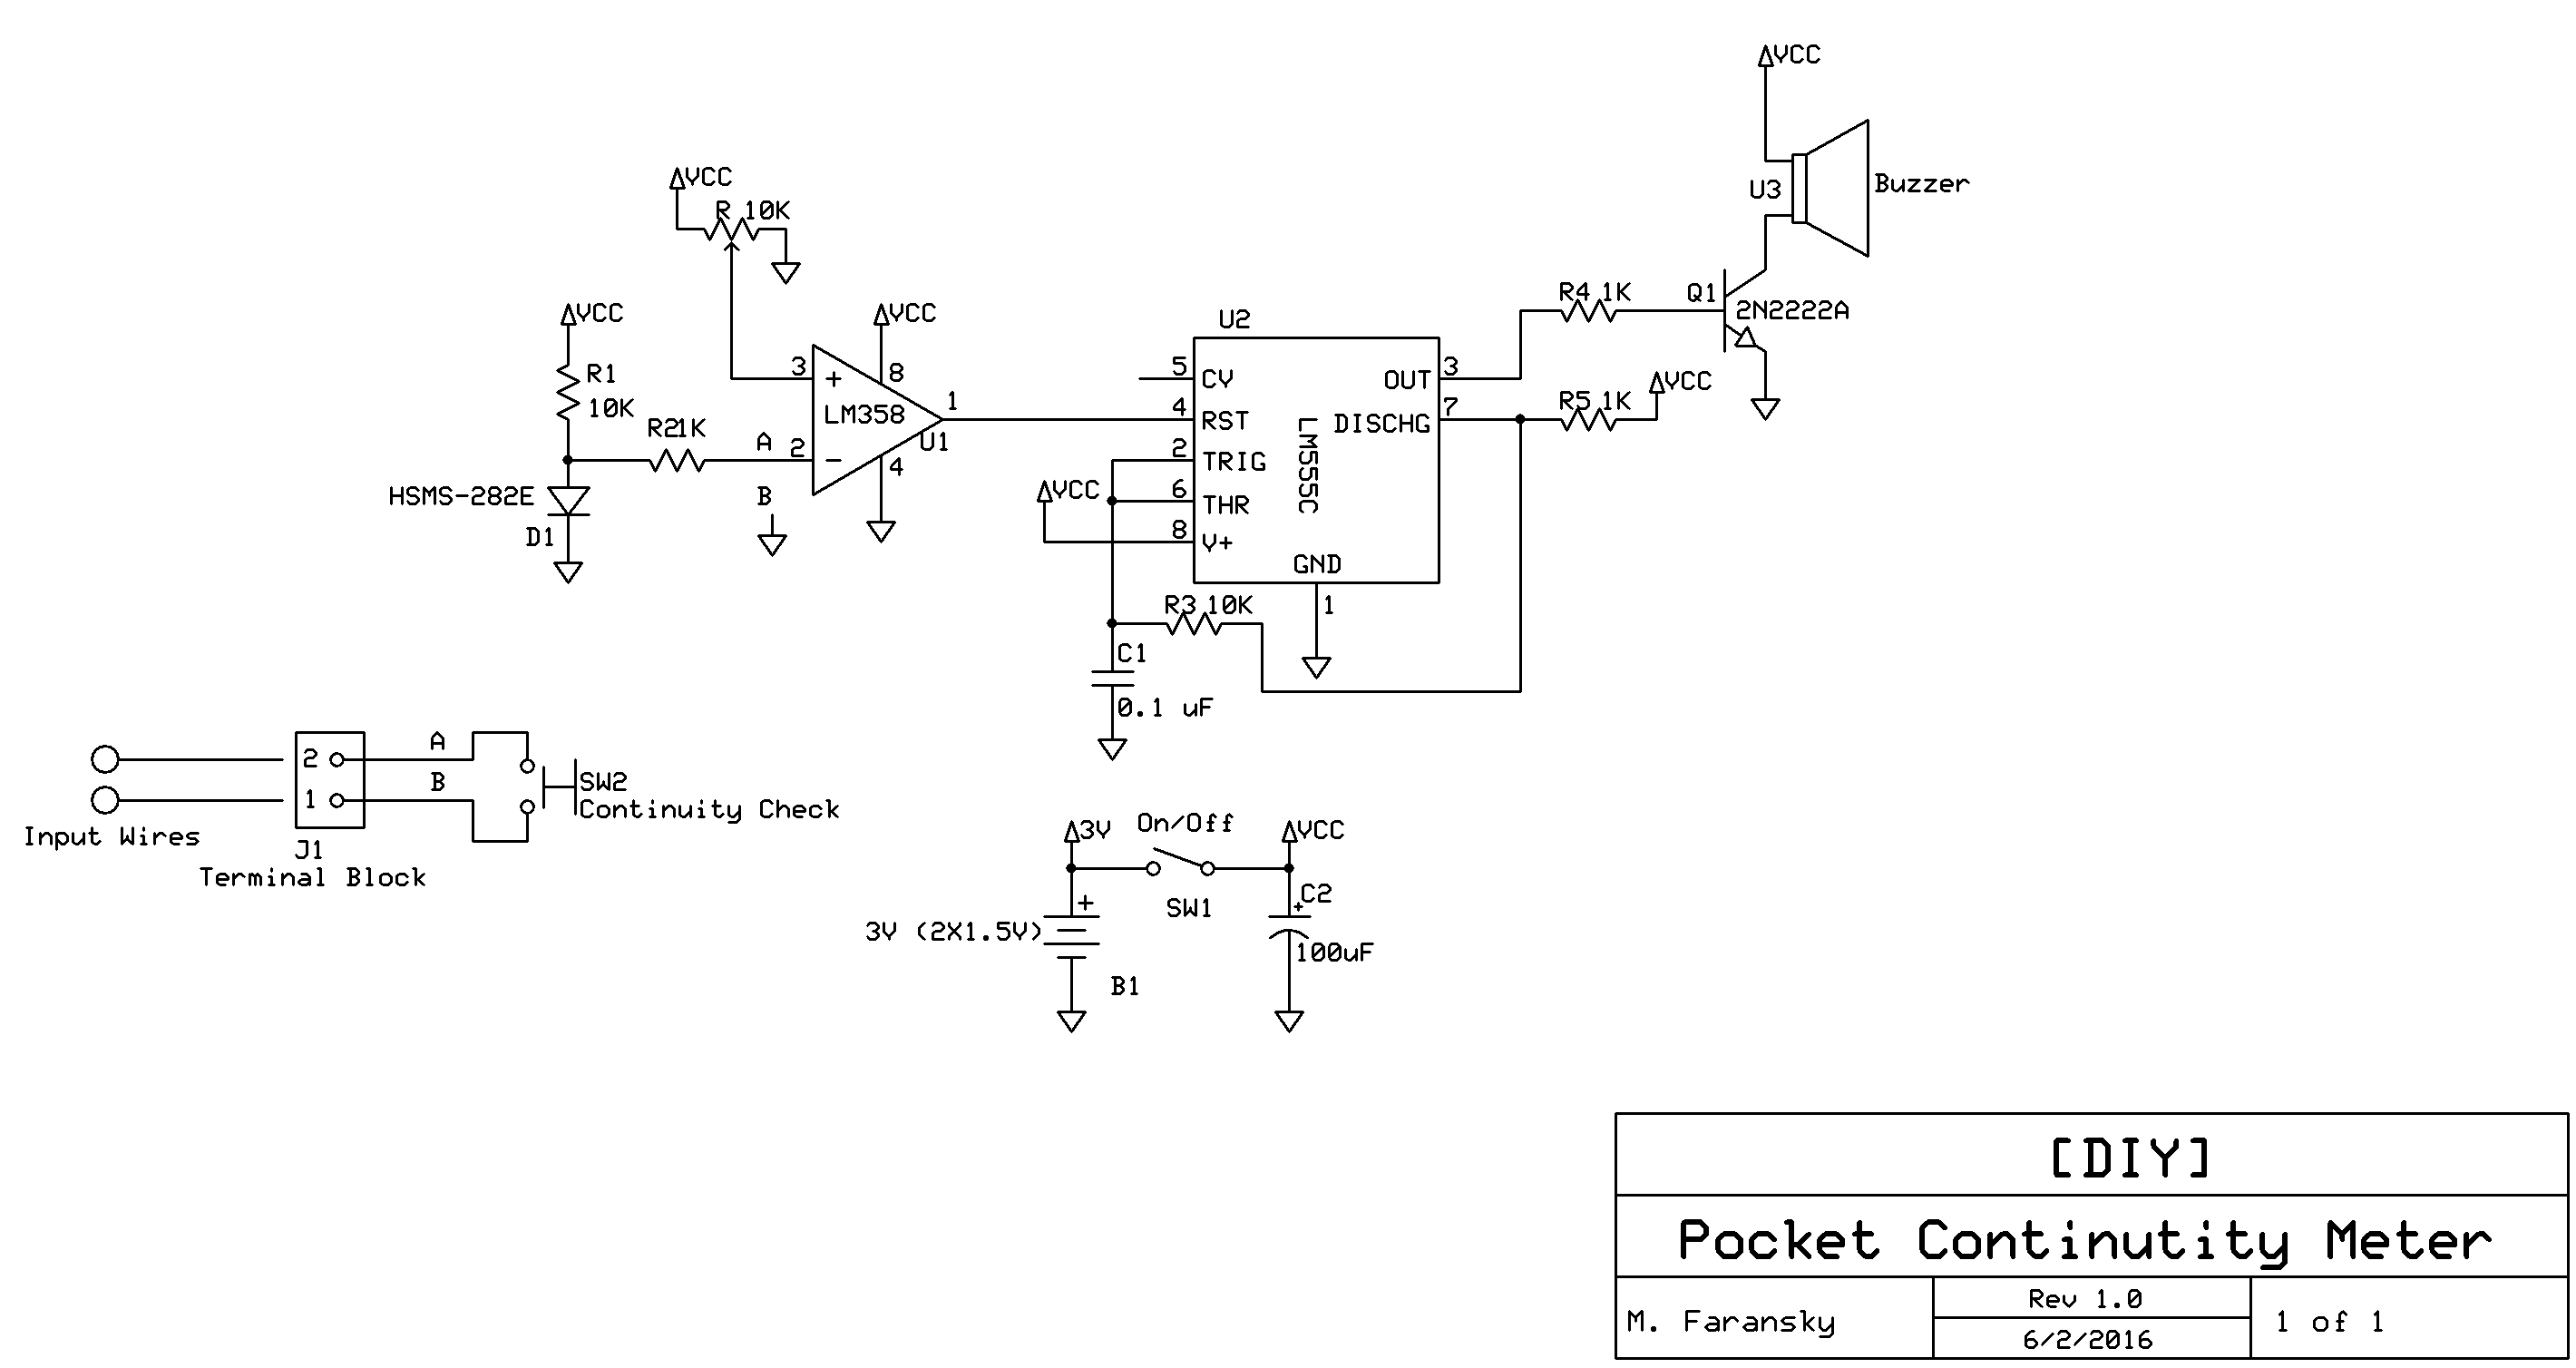 VCC
U3
Buzzer
VCC
R 10K
VCC
R1
10K
R2 1K
A
B
HSMS-282E
D1
VCC
3
+
8
LM358
1
2
-
4
U1
U2
5
CV
4
RST
2
TRIG
6
THR
8
V+
VCC
LM555C
OUT
3
DISCHG
7
GND
1
R4 1K
Q1
2N2222A
R5 1K
VCC
R3 10K
C1
0.1 uF
2
1
A
B
SW2
Continuity Check
Input Wires
J1
Terminal Block
3V
On/Off
VCC
SW1
+
3V (2X1.5V)
B1
C2
+
100uF
[DIY]
Pocket Continutity Meter
M. Faransky
Rev 1.0
6/2/2016
1 of 1